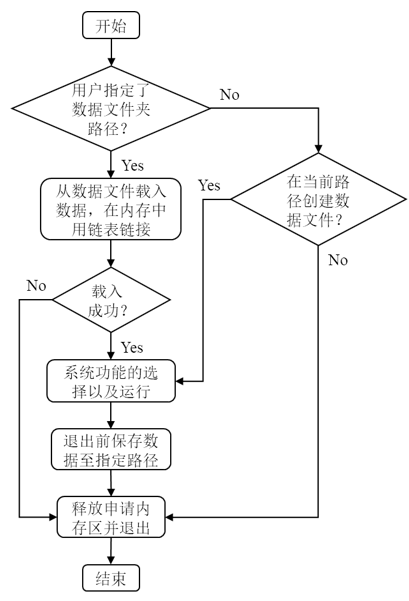 开始
用户指定了
数据文件夹
路径？
No
Yes
从数据文件载入
数据，在内存中
用链表链接
Yes
在当前路
径创建数
据文件？
No
No
载入
成功？
Yes
系统功能的选
择以及运行
退出前保存数
据至指定路径
释放申请内
存区并退出
结束